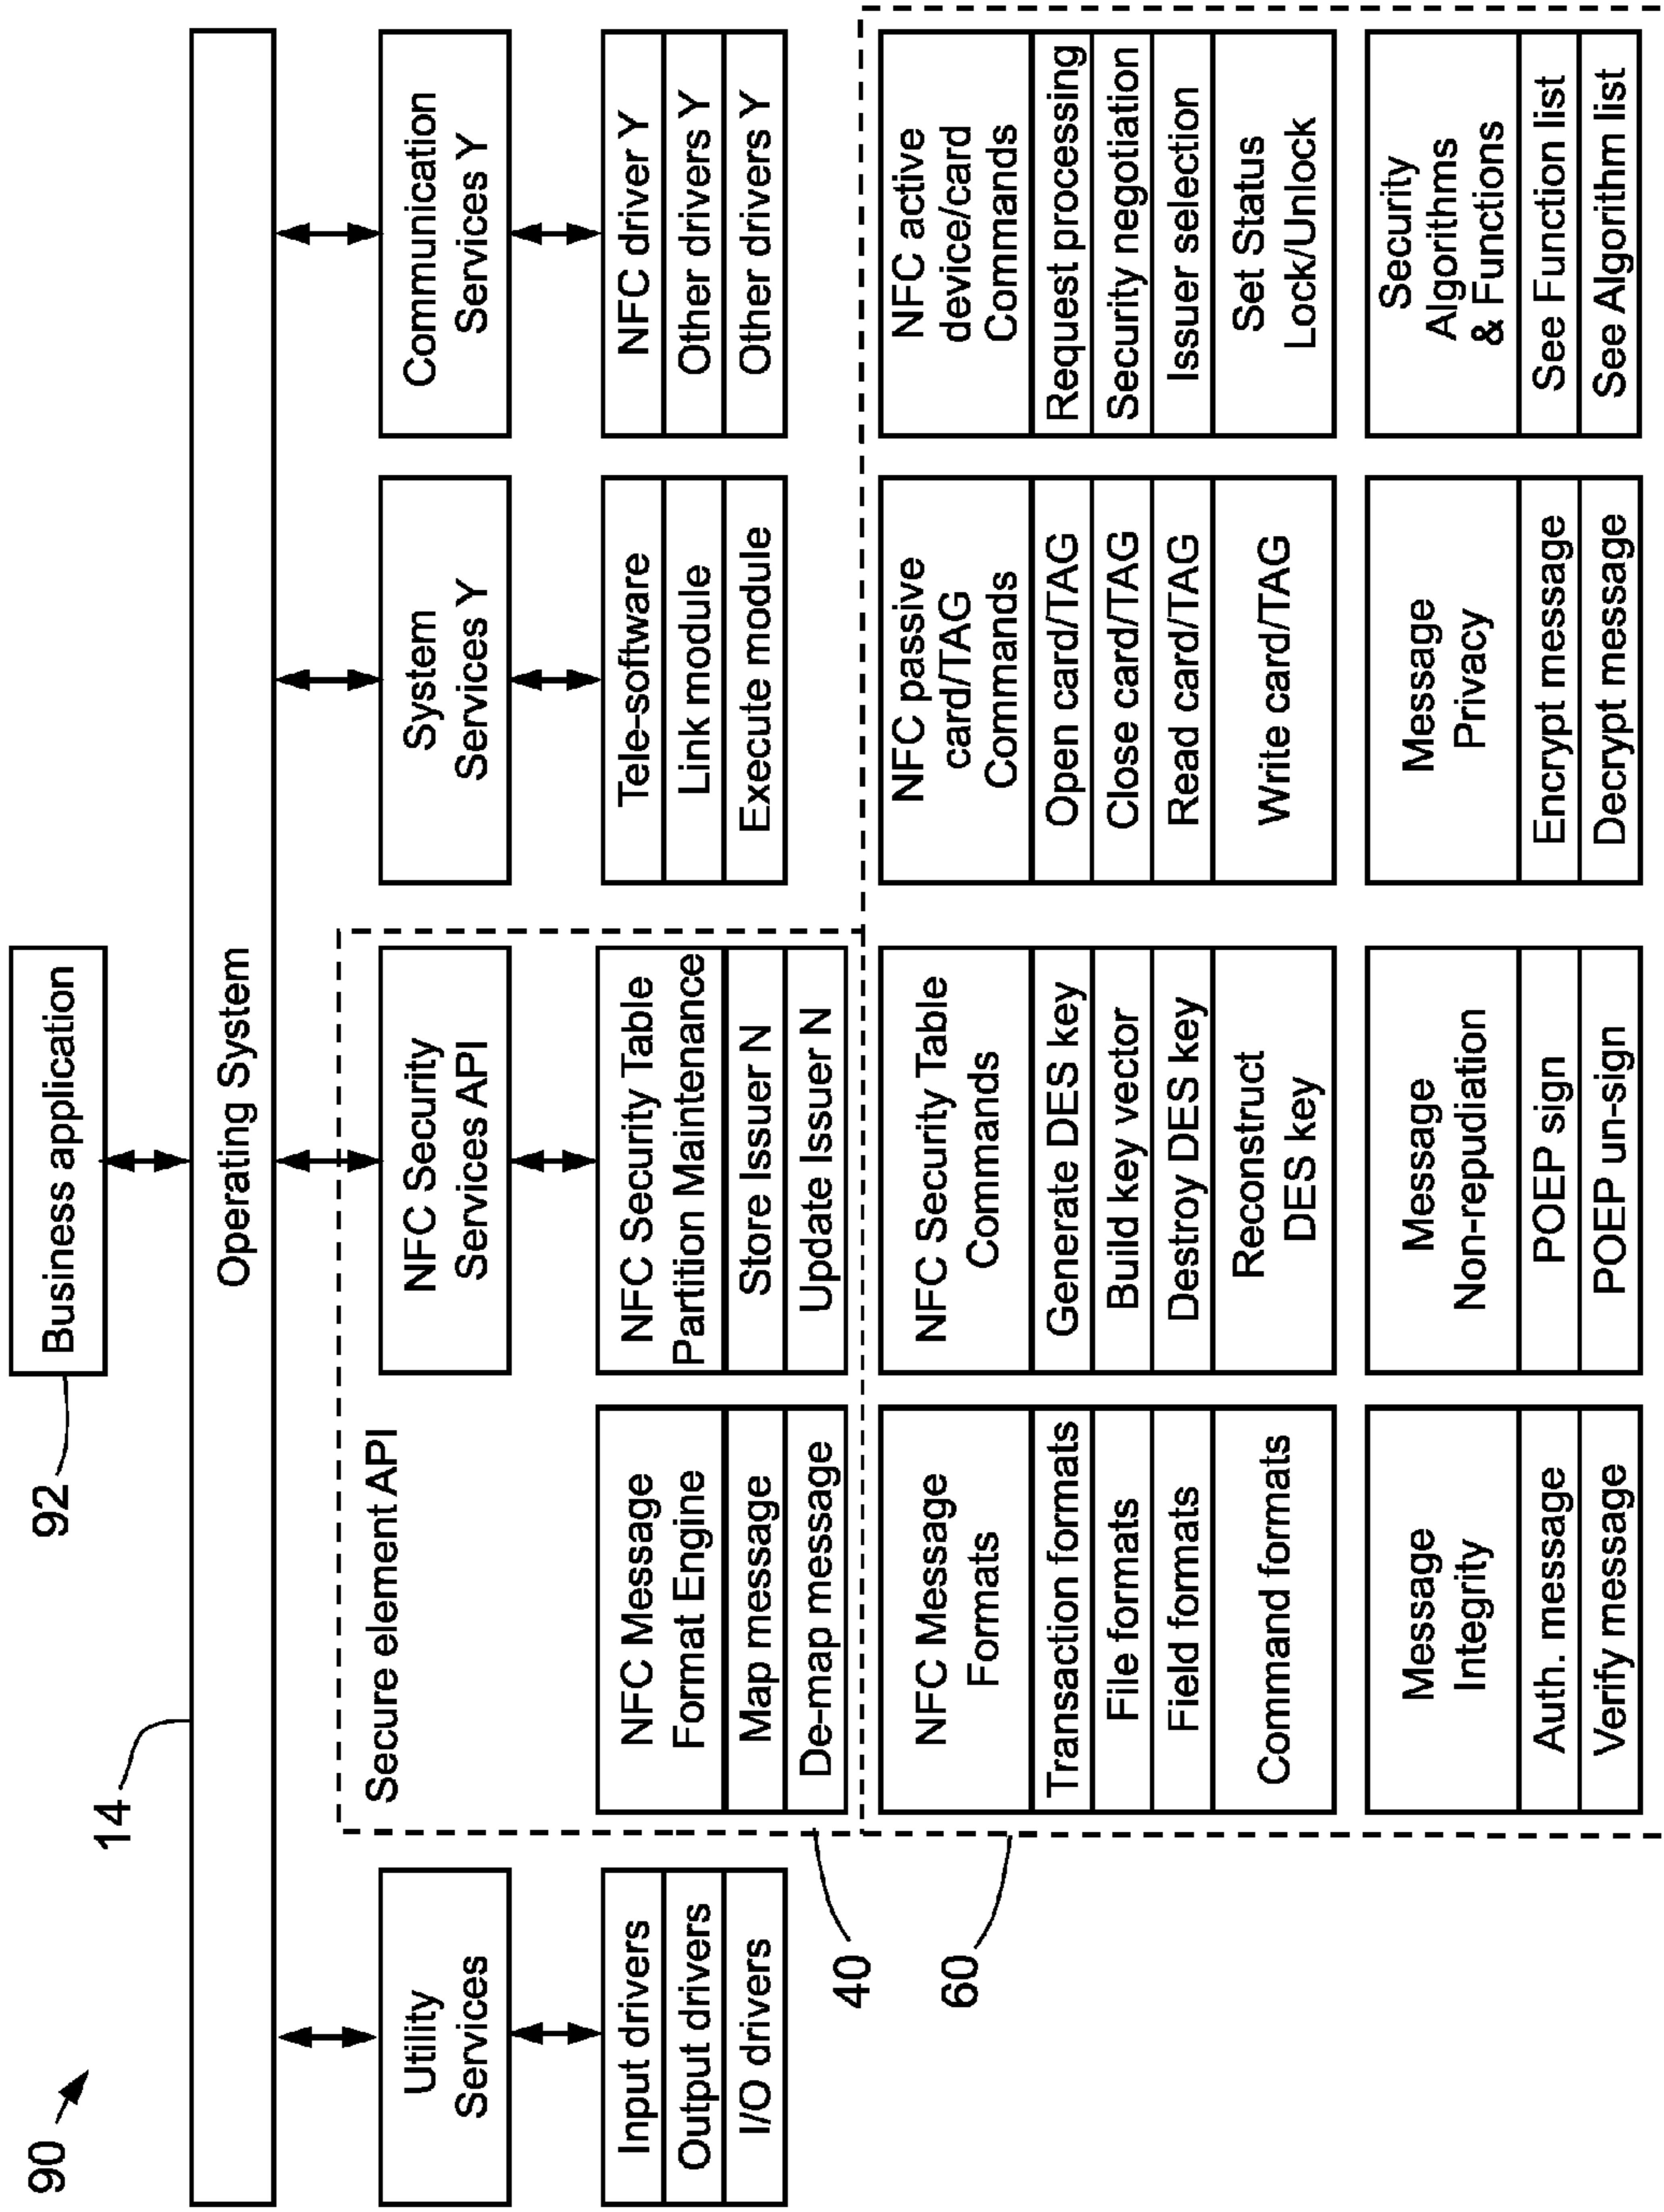 90
Business application
92
14
Operating System
Utility
Services
Secure element API
NFC Security
Services API
System
Services Y
Communication
Services Y
Input drivers
Output drivers
I/O drivers
NFC Message
Format Engine
Map message
De-map message
NFC Security Table
Partition Maintenance
Store Issuer N
Update Issuer N
Tele-software
Link module
Execute module
NFC driver Y
Other drivers Y
Other drivers Y
40
60
NFC Message
Formats
Transaction formats
File formats
Field formats
Command formats
NFC Security Table
Commands
Generate DES key
Build key vector
Destroy DES key
Reconstruct
DES key
NFC passive
card/TAG
Commands
Open card/TAG
Close card/TAG
Read card/TAG
Write card/TAG
NFC active
device/card
Commands
Request processing
Security negotiation
Issuer selection
Set Status
Lock/Unlock
Message
Integrity
Auth. message
Verify message
Message
Non-repudiation
POEP sign
POEP un-sign
Message
Privacy
Encrypt message
Decrypt message
Security
Algorithms
& Functions
See Function list
See Algorithm list